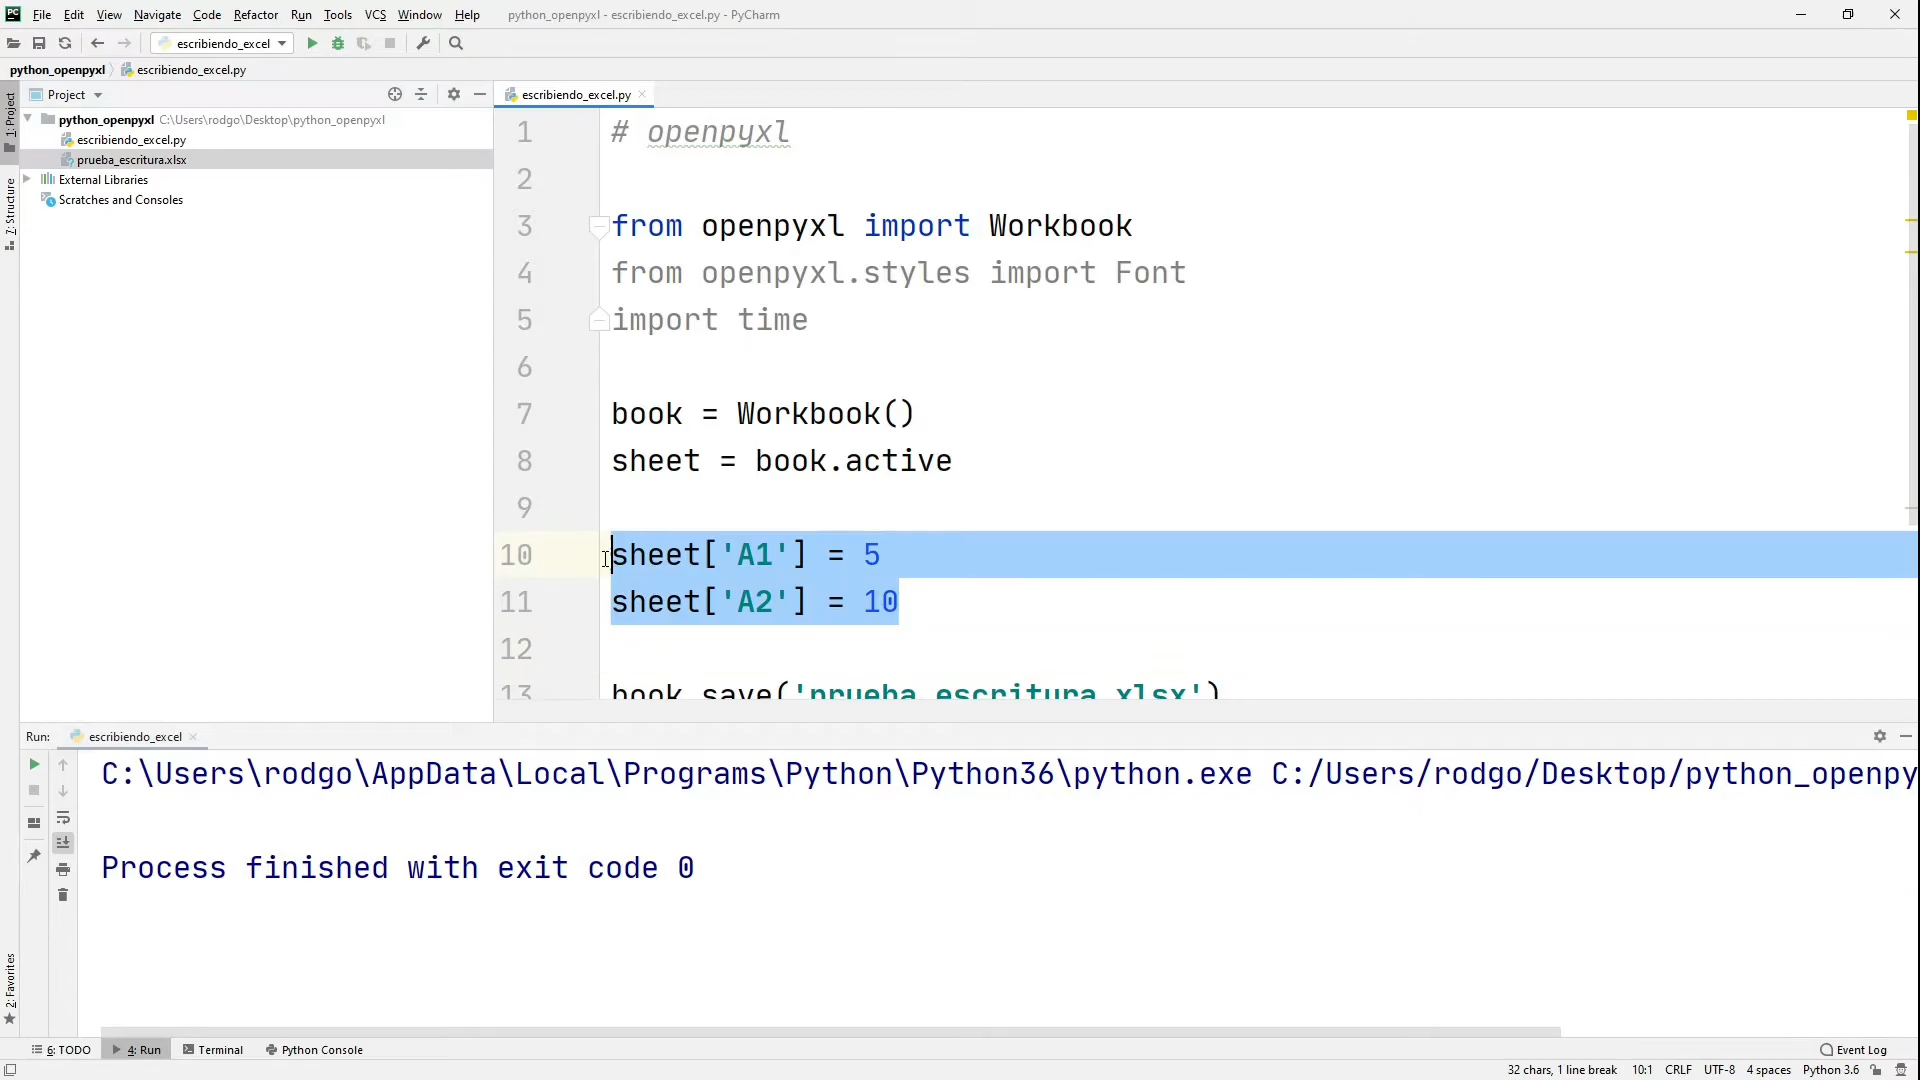 File Edit View Navigate Code Refactor Run Tools VCS Window Help python_openpyxl - escribiendo_excel.py - PyCharm
escribiendo_excel
python_openpyxl escribiendo_excel.py
1: Project
Project
python_openpyxl C:\Users\rodgo\Desktop\python_openpyxl
escribiendo_excel.py
prueba_escritura.xlsx
External Libraries
Scratches and Consoles
7: Structure
escribiendo_excel.py
1 # openpyxl
2
3 from openpyxl import Workbook
4 from openpyxl.styles import Font
5 import time
6
7 book = Workbook()
8 sheet = book.active
9
10 sheet['A1'] = 5
11 sheet['A2'] = 10
12
13 book.save('prueba_escritura.xlsx')
Run: escribiendo_excel
C:\Users\rodgo\AppData\Local\Programs\Python\Python36\python.exe C:/Users/rodgo/Desktop/python_openpy
Process finished with exit code 0
2: Favorites
6: TODO 4: Run Terminal Python Console Event Log
32 chars, 1 line break 10:1 CRLF UTF-8 4 spaces Python 3.6